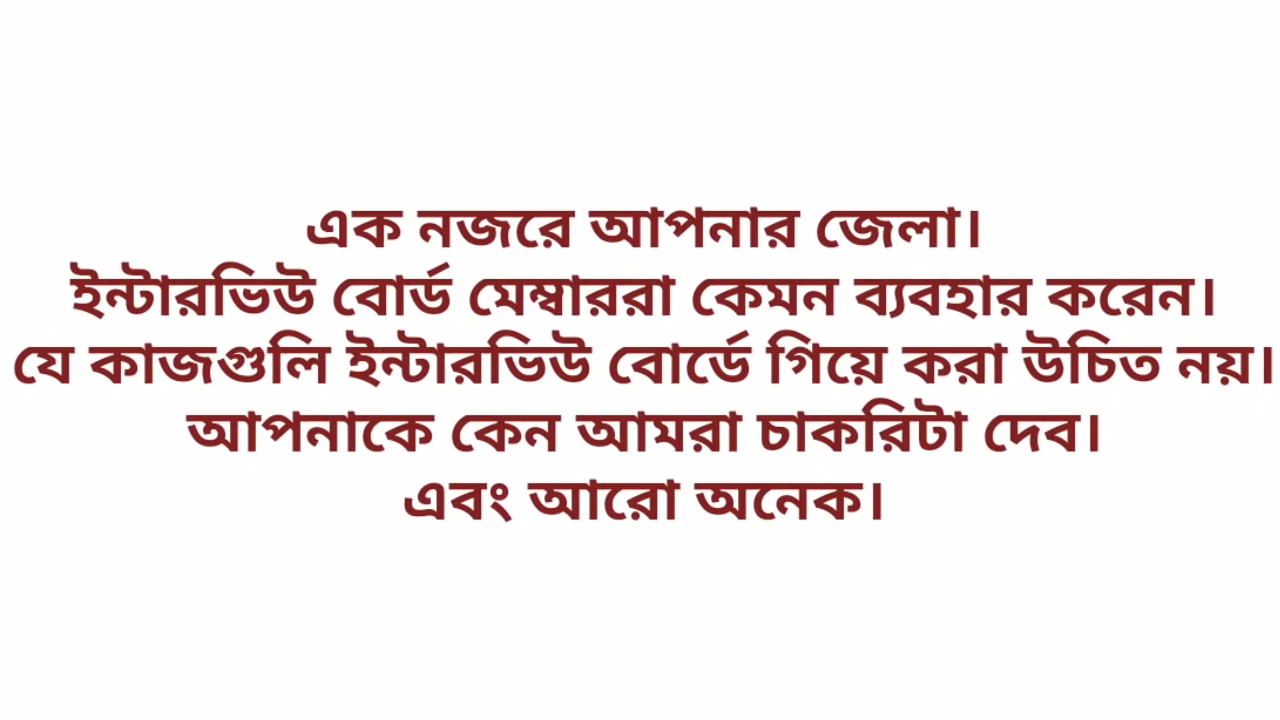 এক নজরে আপনার জেলা।
ইন্টারভিউ বোর্ড মেম্বাররা কেমন ব্যবহার করেন।
যে কাজগুলি ইন্টারভিউ বোর্ডে গিয়ে করা উচিত নয়।
আপনাকে কেন আমরা চাকরিটা দেব।
এবং আরো অনেক।